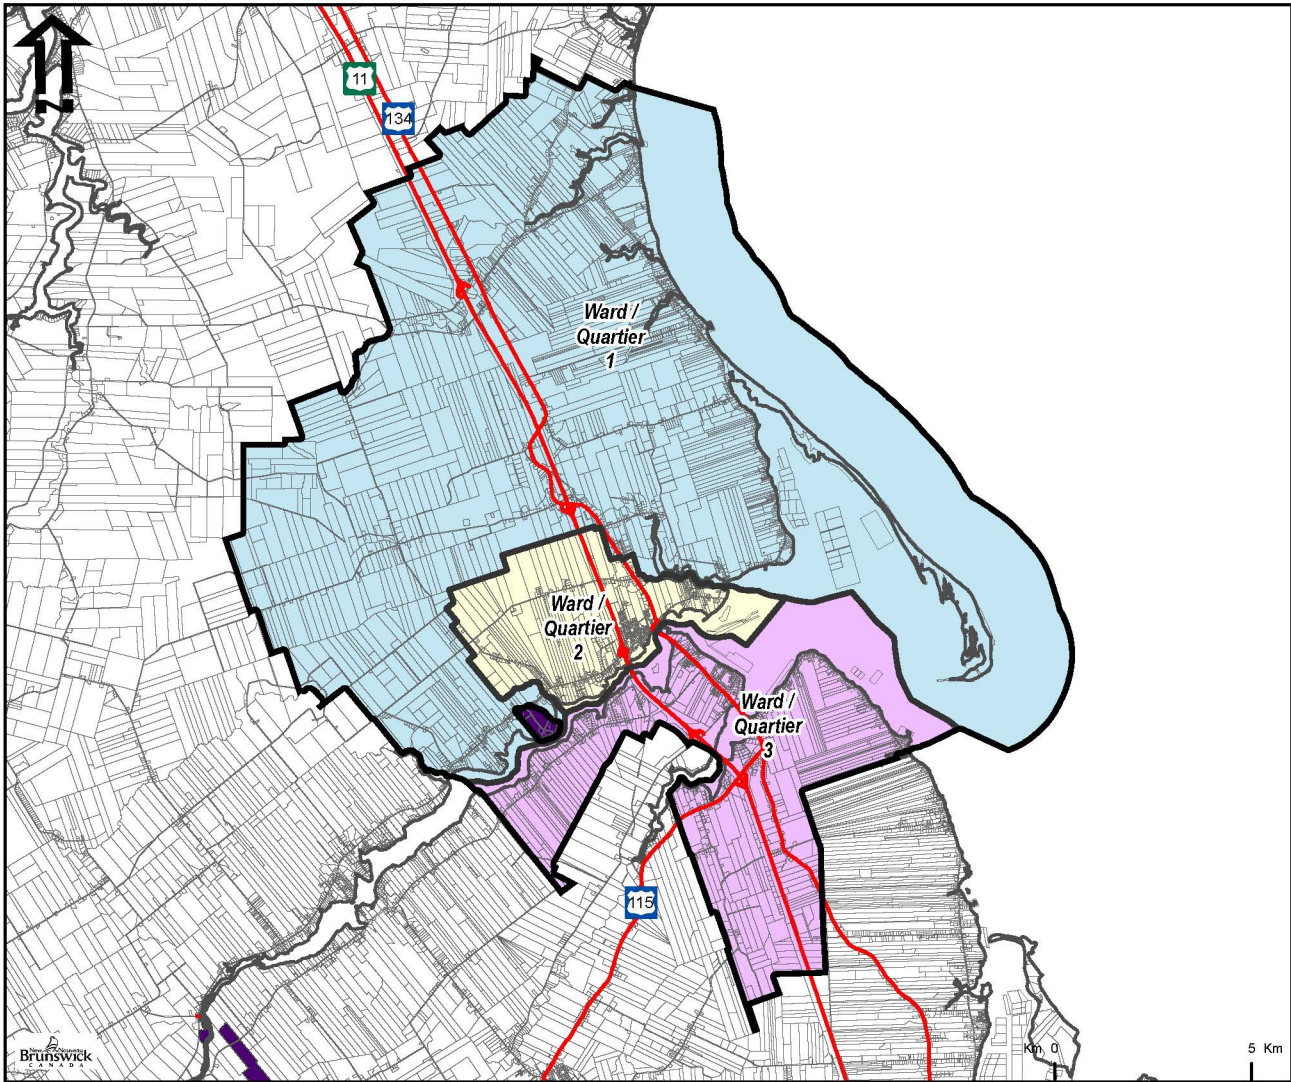 N
11
134
Ward /
Quartier
1
Ward /
Quartier
2
Ward /
Quartier
3
115
New Nouveau
Brunswick
CANADA
Km 0
5 Km